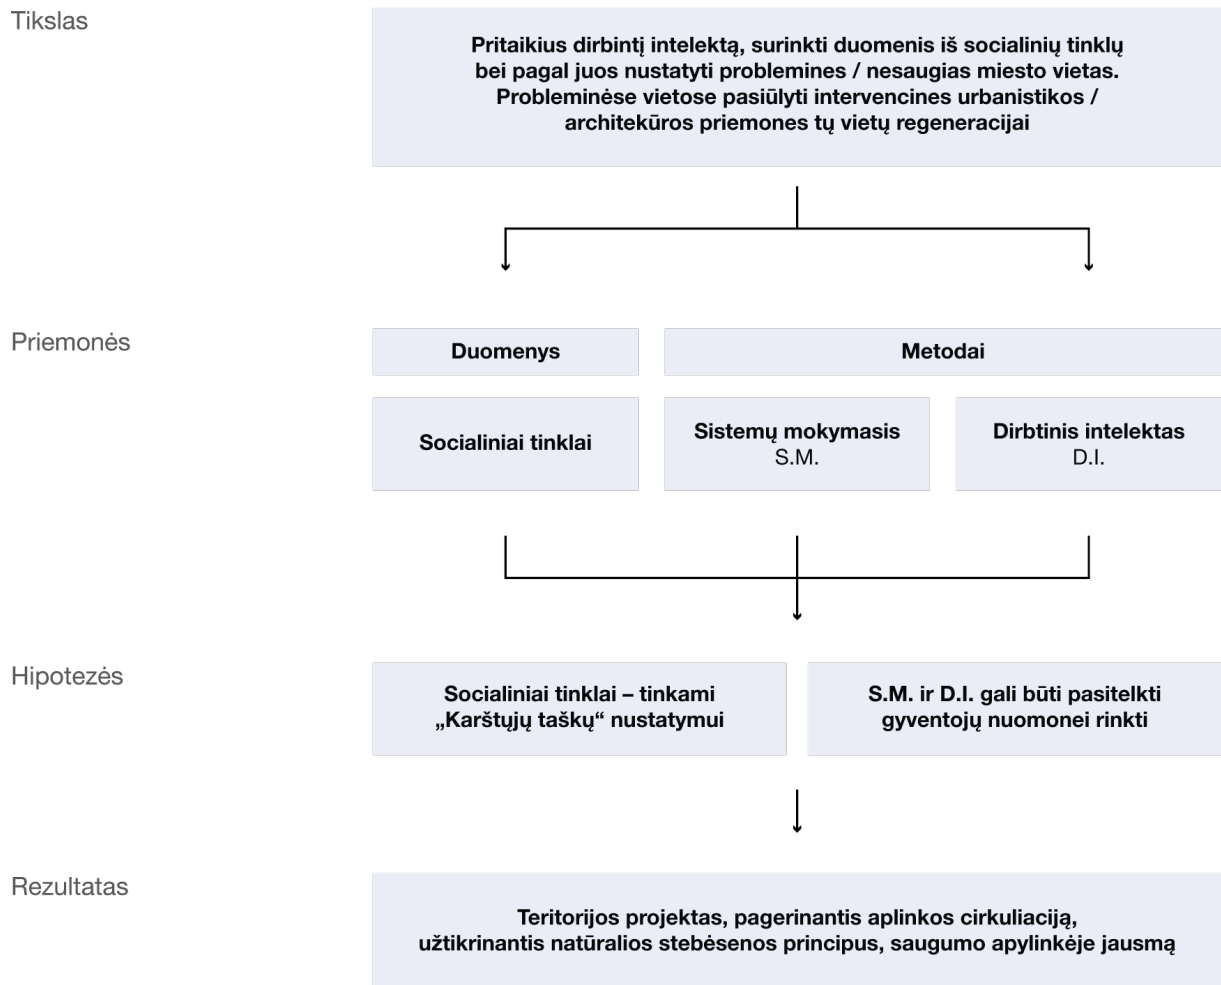 Tikslas
Pritaikius dirbintį intelektą, surinkti duomenis iš socialinių tinklų
bei pagal juos nustatyti problemines / nesaugias miesto vietas.
Probleminėse vietose pasiūlyti intervencines urbanistikos /
architekūros priemones tų vietų regeneracijai
Priemonės
Duomenys
Metodai
Socialiniai tinklai
Sistemų mokymasis
S.M.
Dirbtinis intelektas
D.I.
Hipotezės
Socialiniai tinklai – tinkami
„Karštųjų taškų“ nustatymui
S.M. ir D.I. gali būti pasitelkti
gyventojų nuomonei rinkti
Rezultatas
Teritorijos projektas, pagerinantis aplinkos cirkuliaciją,
užtikrinantis natūralios stebėsenos principus, saugumo apylinkėje jausmą